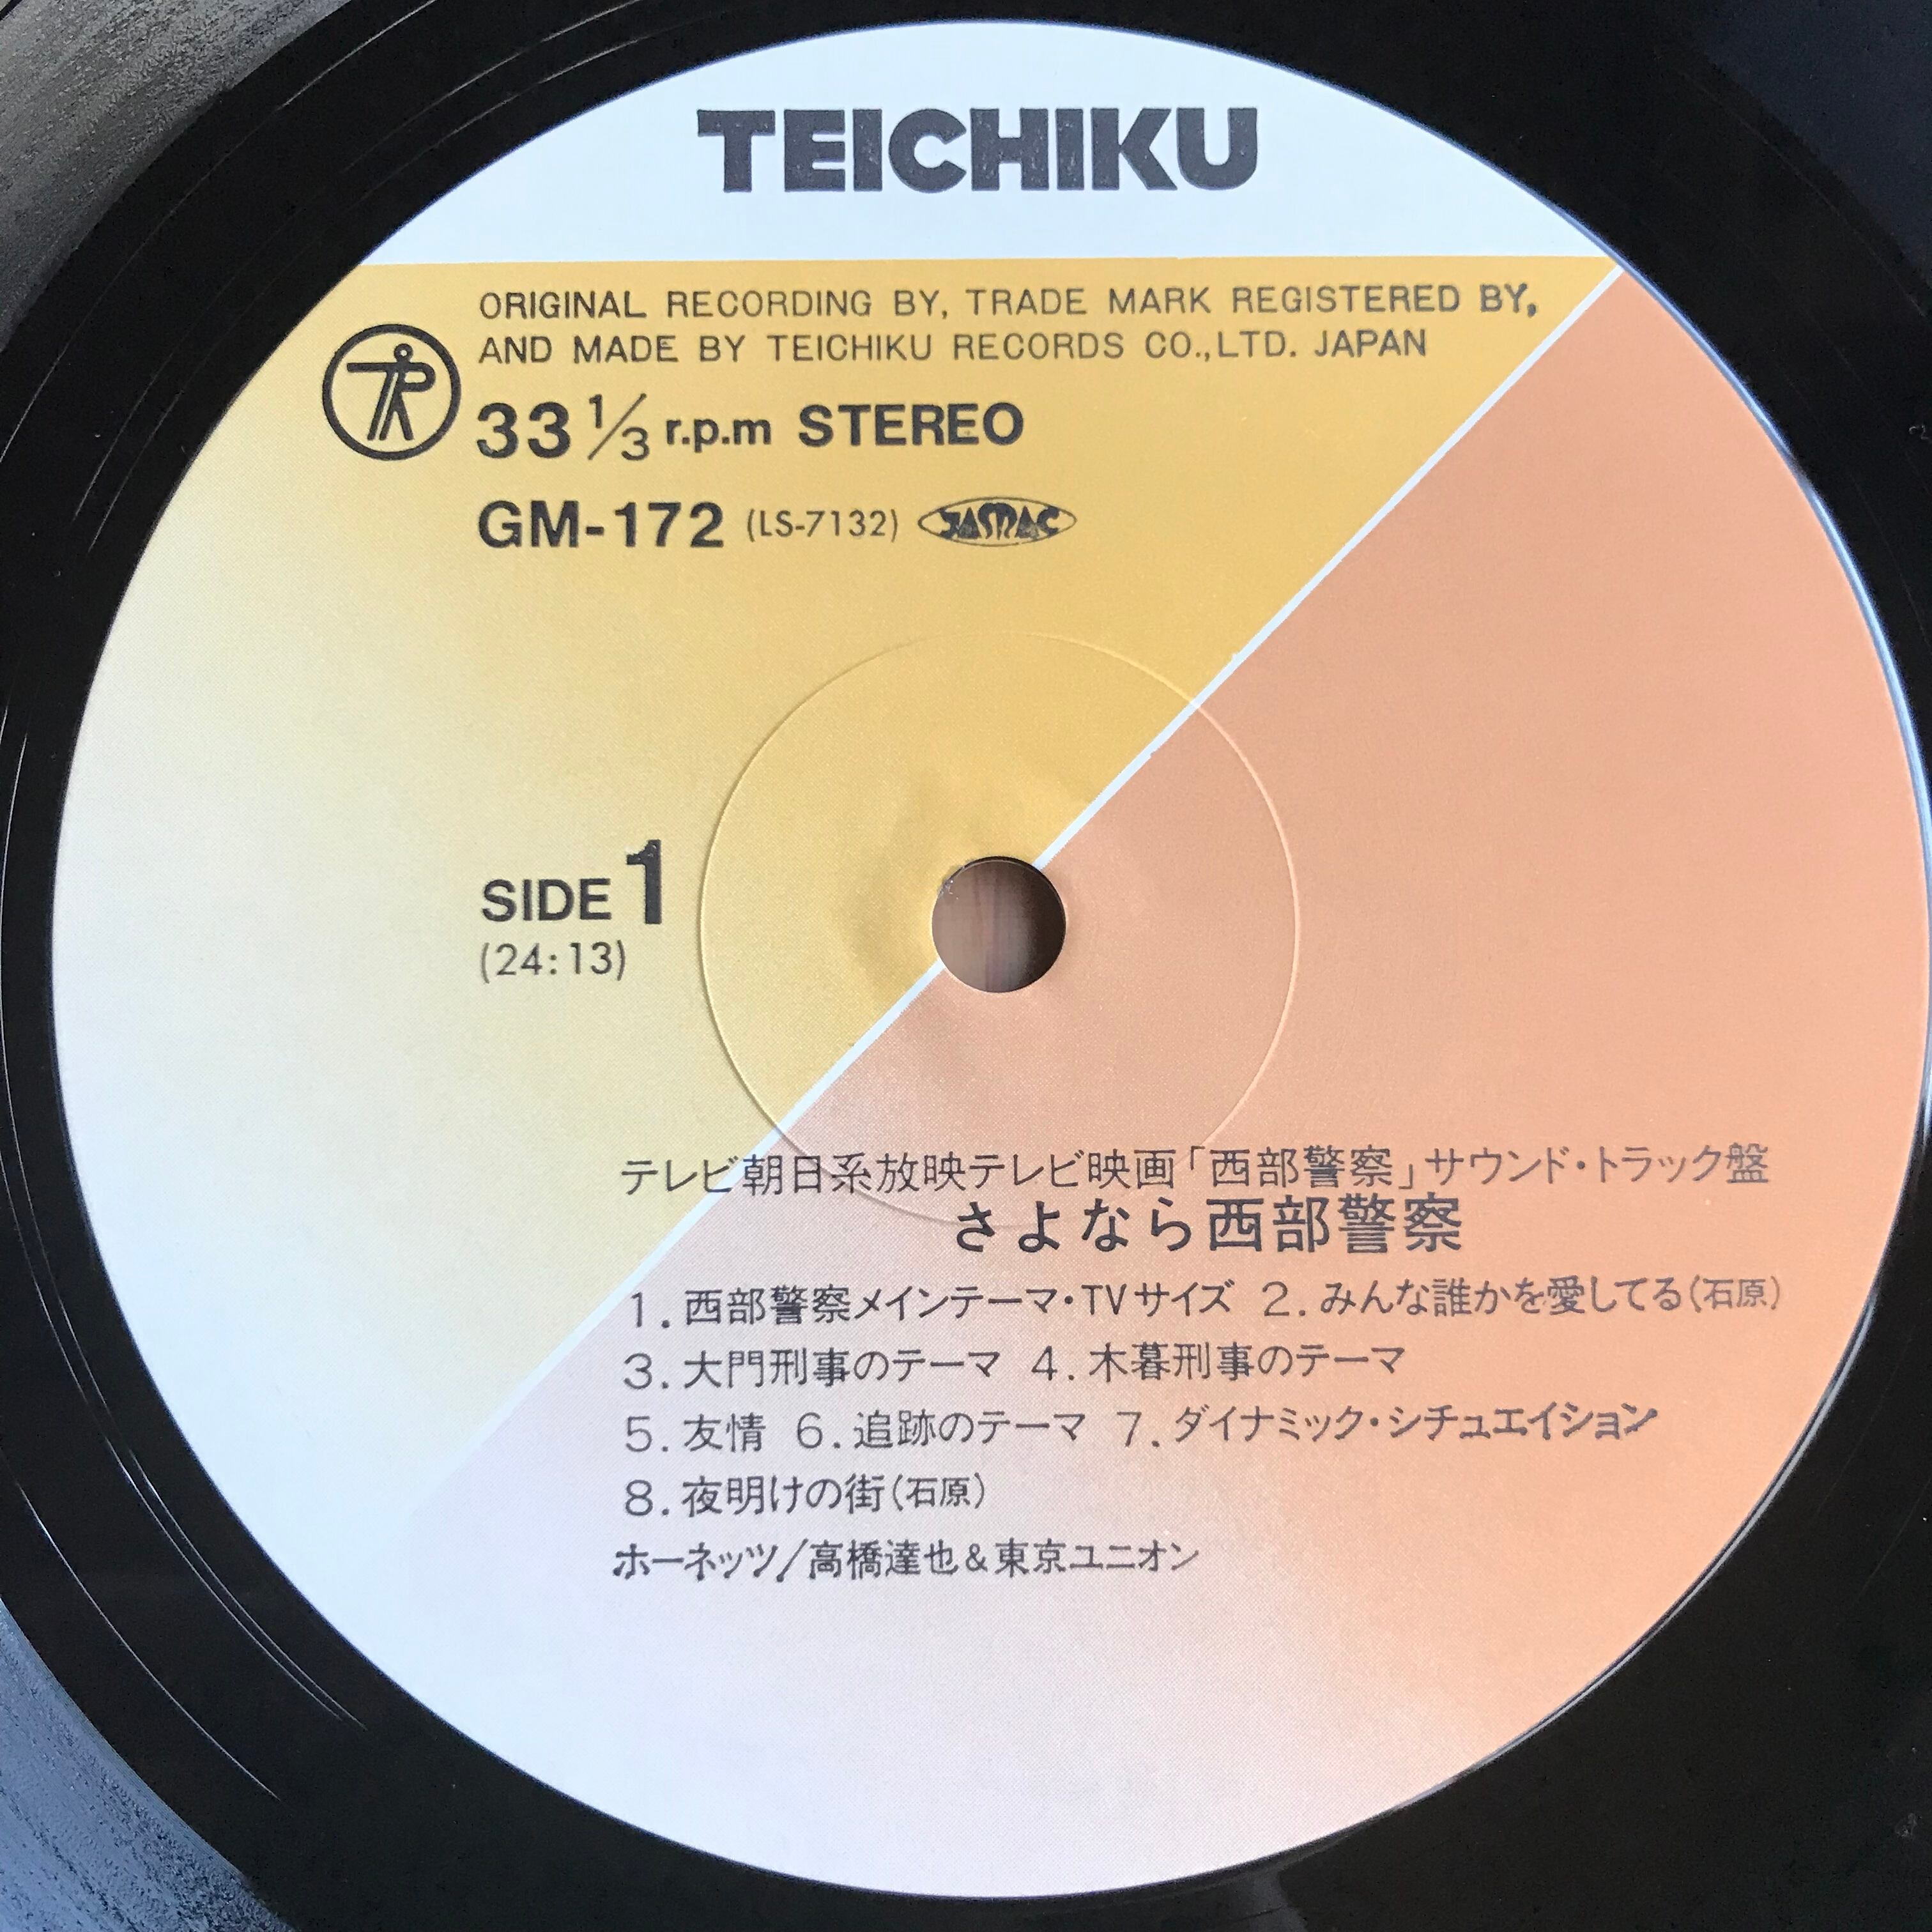 TEICHIKU
ORIGINAL RECORDING BY, TRADE MARK REGISTERED BY,
AND MADE BY TEICHIKU RECORDS CO.,LTD. JAPAN
33 1/3 r.p.m STEREO
GM-172 (LS-7132) JASRAC
SIDE 1
(24:13)
テレビ朝日系放映テレビ映画「西部警察」サウンド・トラック盤
さよなら西部警察
1. 西部警察メインテーマ・TVサイズ 2. みんな誰かを愛してる(石原)
3. 大門刑事のテーマ 4. 木暮刑事のテーマ
5. 友情 6. 追跡のテーマ 7. ダイナミック・シチュエイション
8. 夜明けの街(石原)
ホーネッツ/高橋達也&東京ユニオン